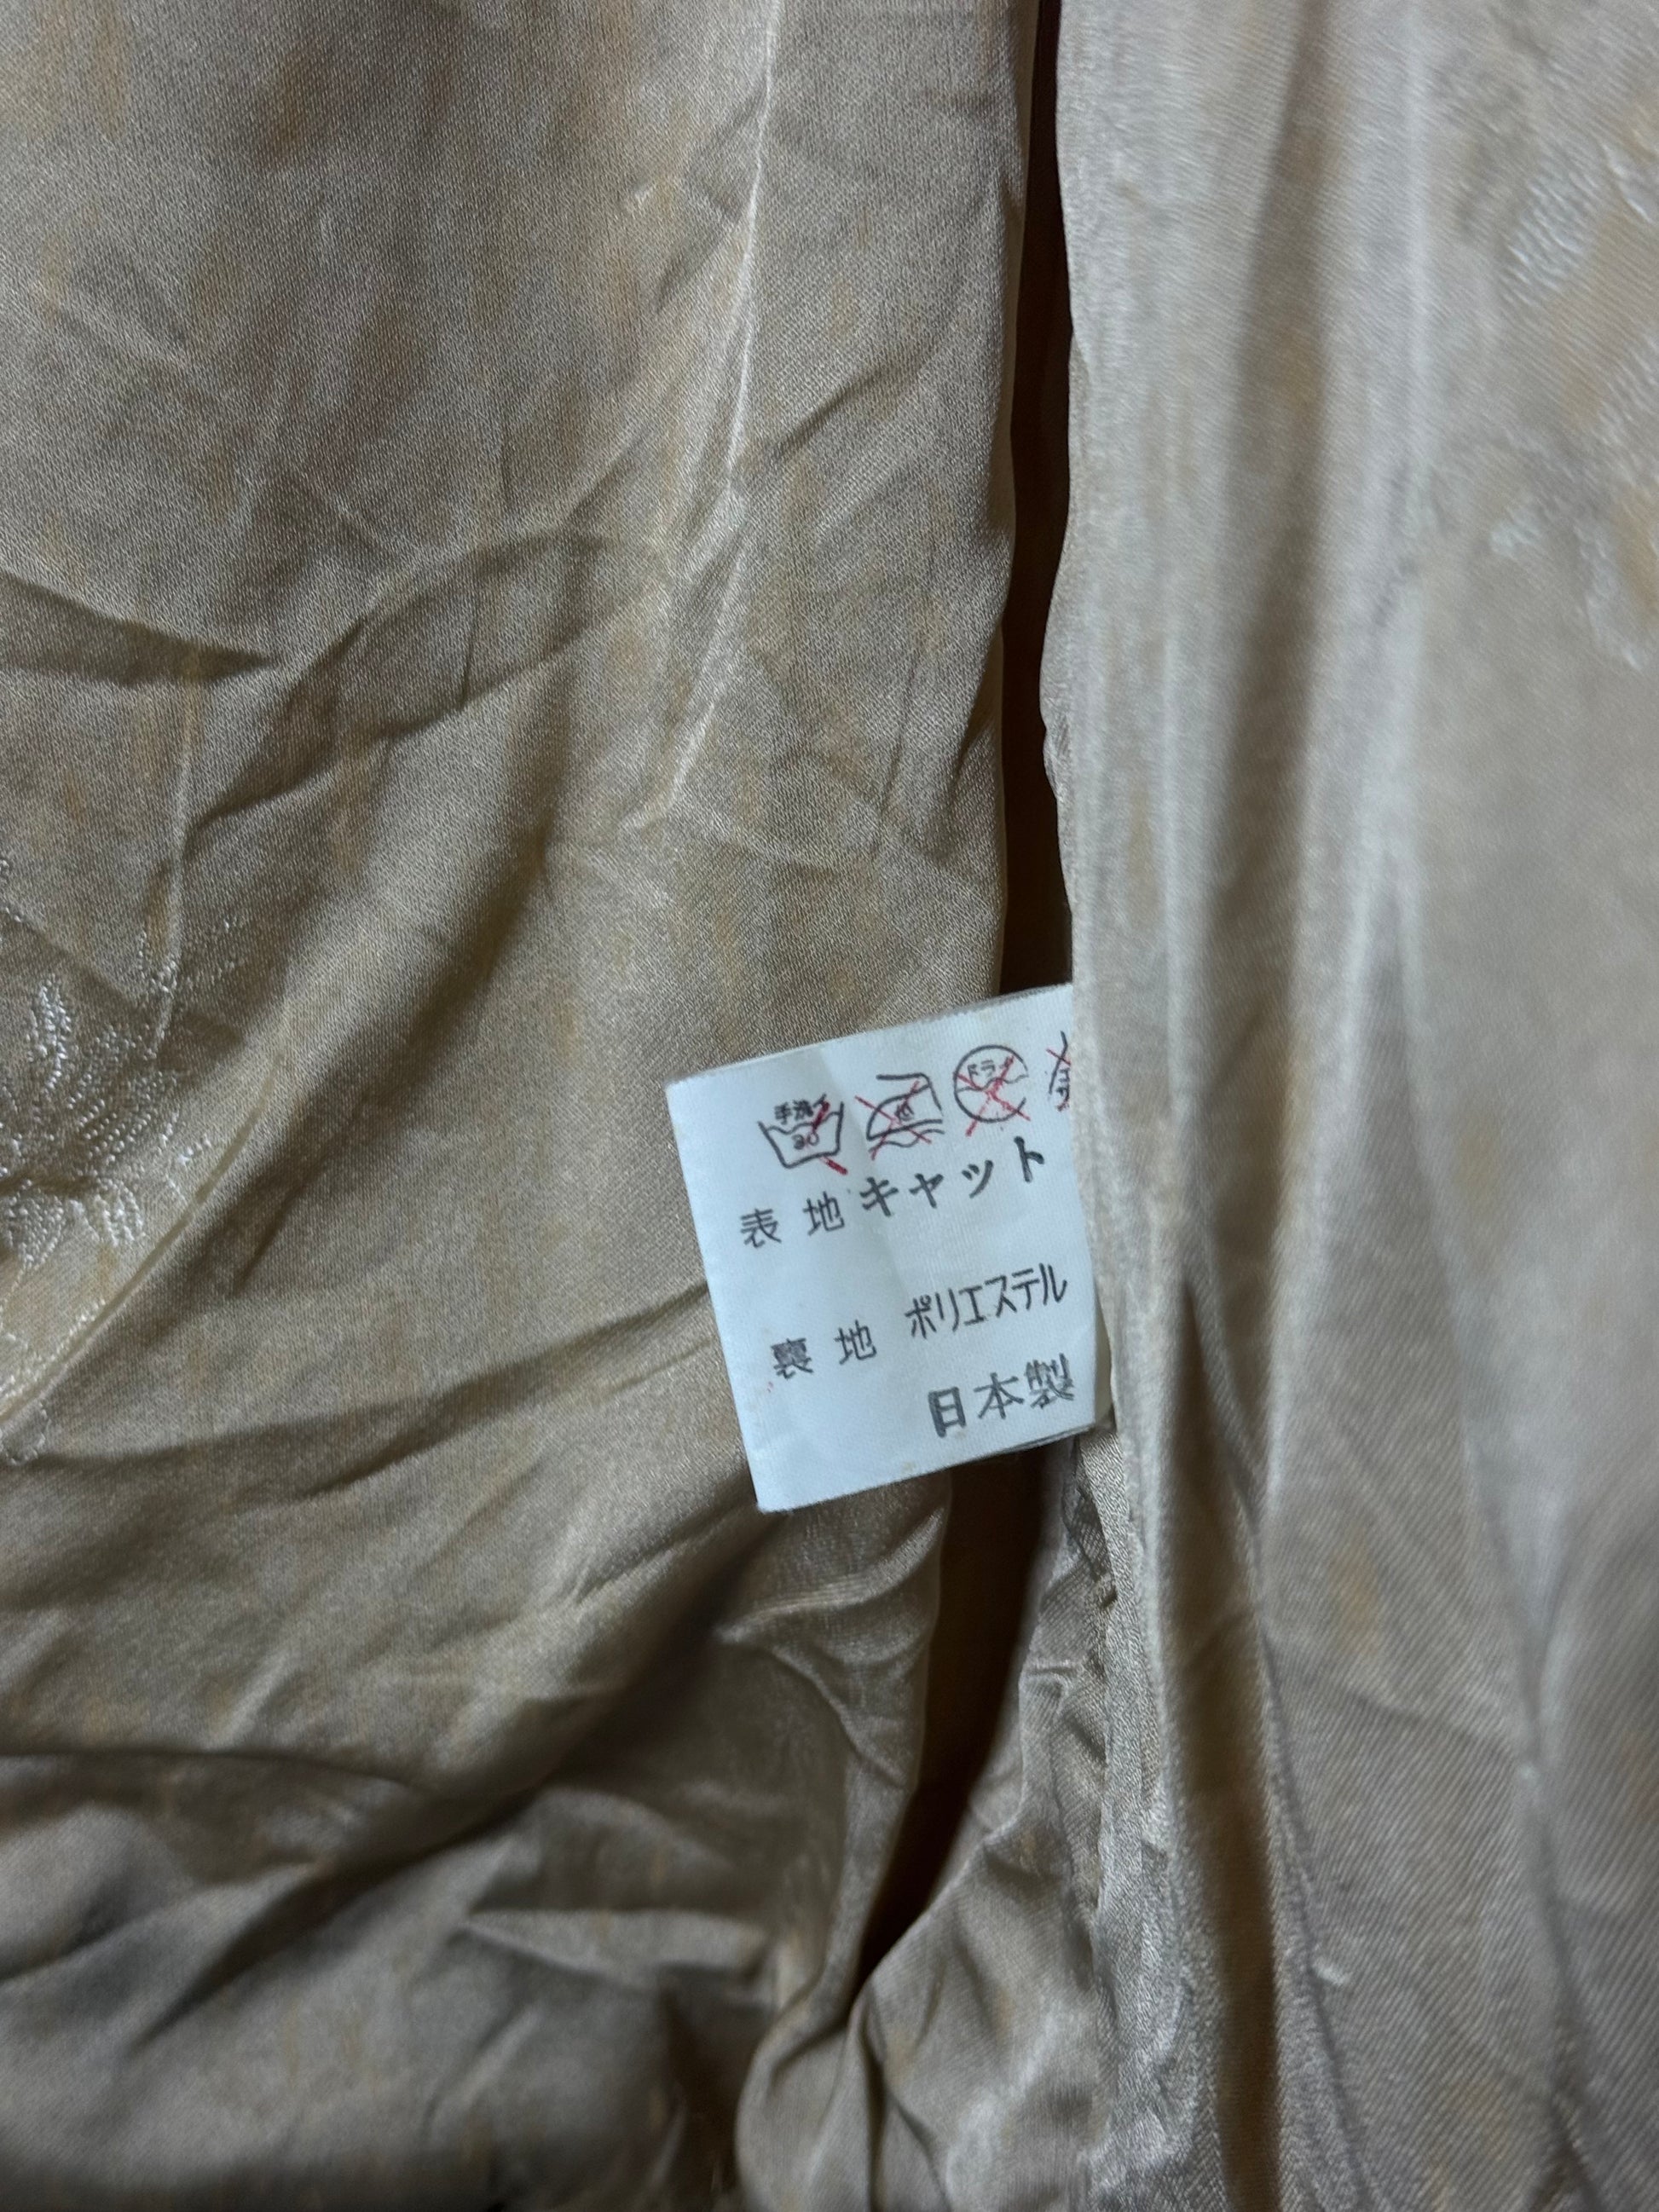 手洗イ ドライ
30
表地 キャット
裏地 ポリエステル
日本製